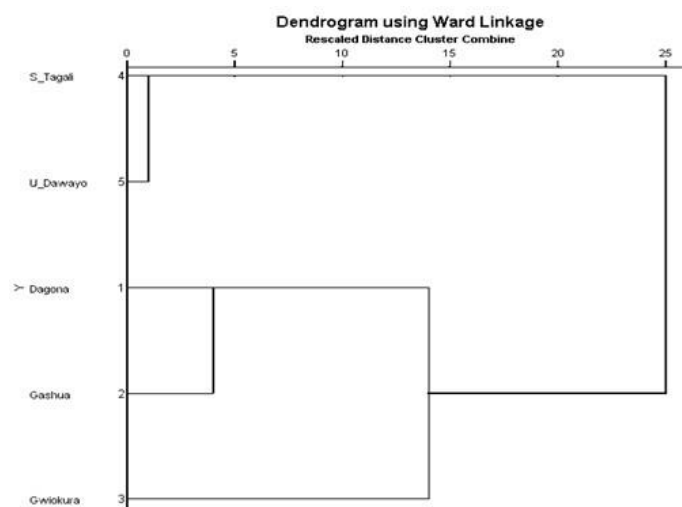 Dendrogram using Ward Linkage
Rescaled Distance Cluster Combine
0 5 10 15 20 25
S_Tagali 4
U_Dawayo 5
Y
Dagona 1
Gashua 2
Gwiokura 3